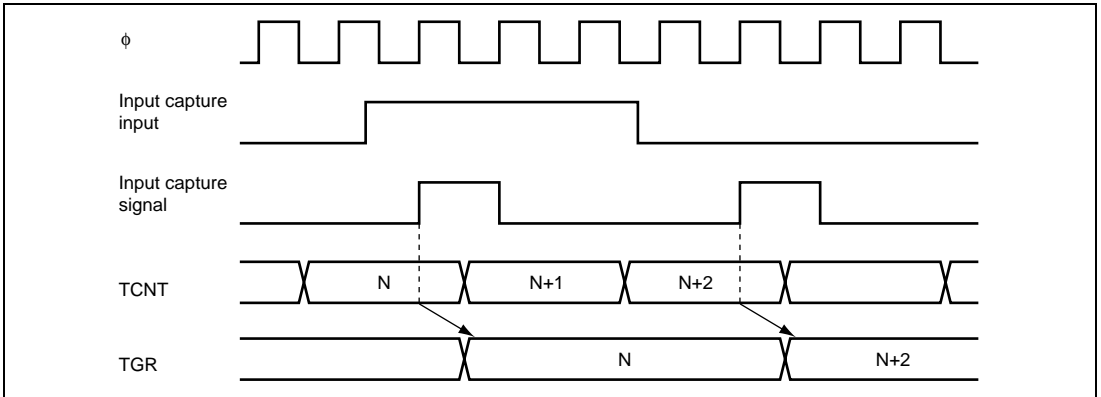 ϕ
Input capture
input
Input capture
signal
TCNT
N
N+1
N+2
TGR
N
N+2